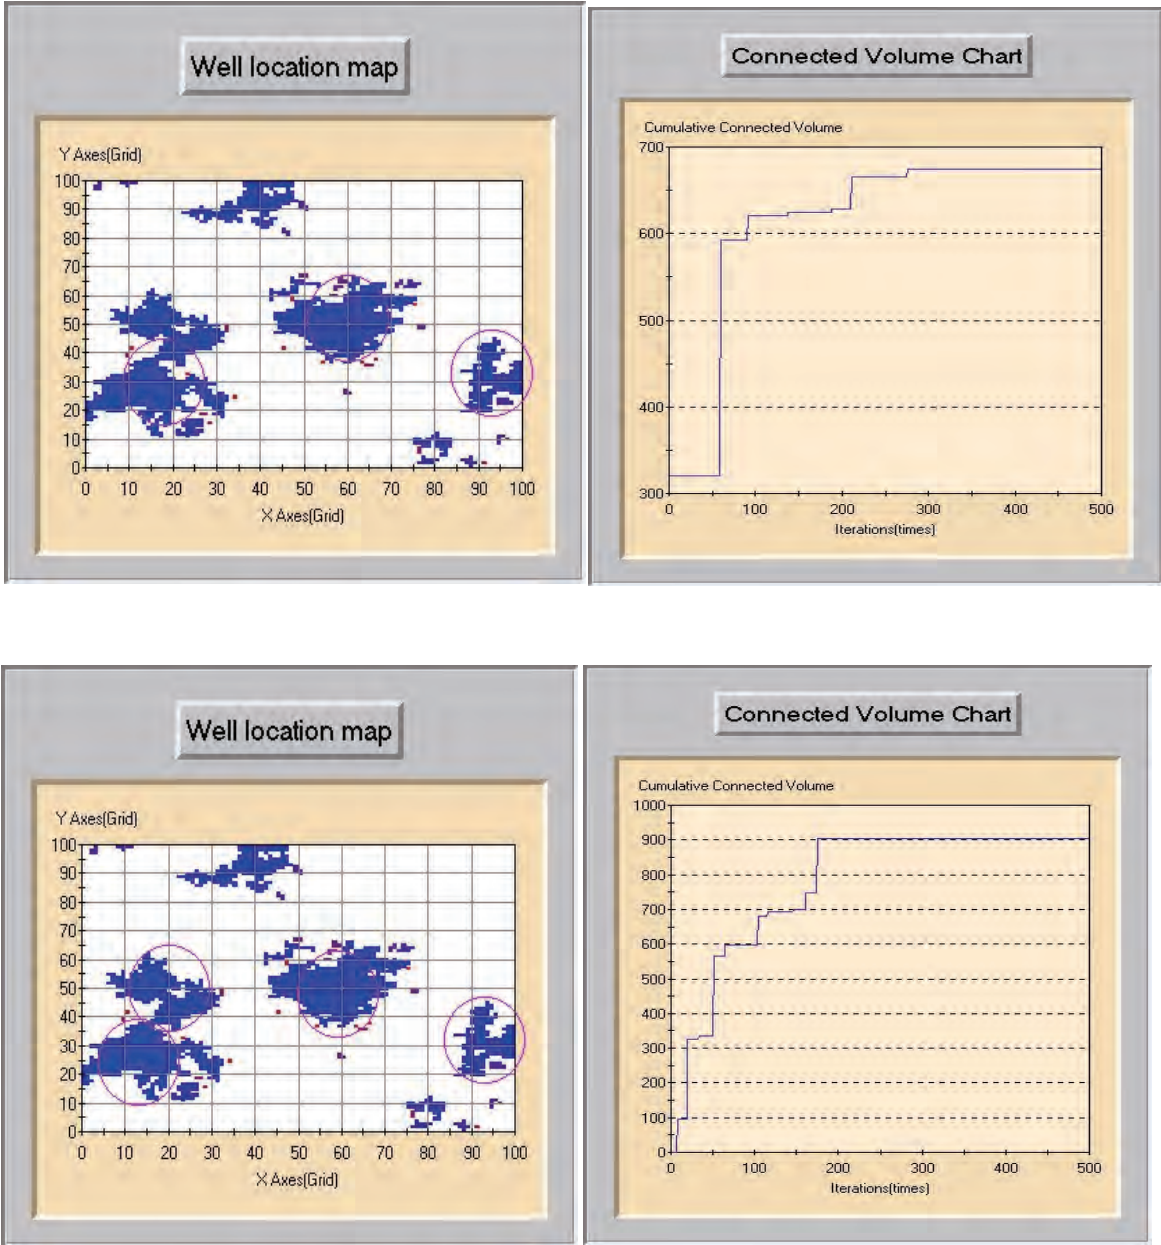 Well location map
Y Axes(Grid)
100
90
80
70
60
50
40
30
20
10
0
0 10 20 30 40 50 60 70 80 90 100
X Axes(Grid)
Connected Volume Chart
Cumulative Connected Volume
700
600
500
400
300
0 100 200 300 400 500
Iterations(times)
Well location map
Y Axes(Grid)
100
90
80
70
60
50
40
30
20
10
0
0 10 20 30 40 50 60 70 80 90 100
X Axes(Grid)
Connected Volume Chart
Cumulative Connected Volume
1000
900
800
700
600
500
400
300
200
100
0
0 100 200 300 400 500
Iterations(times)